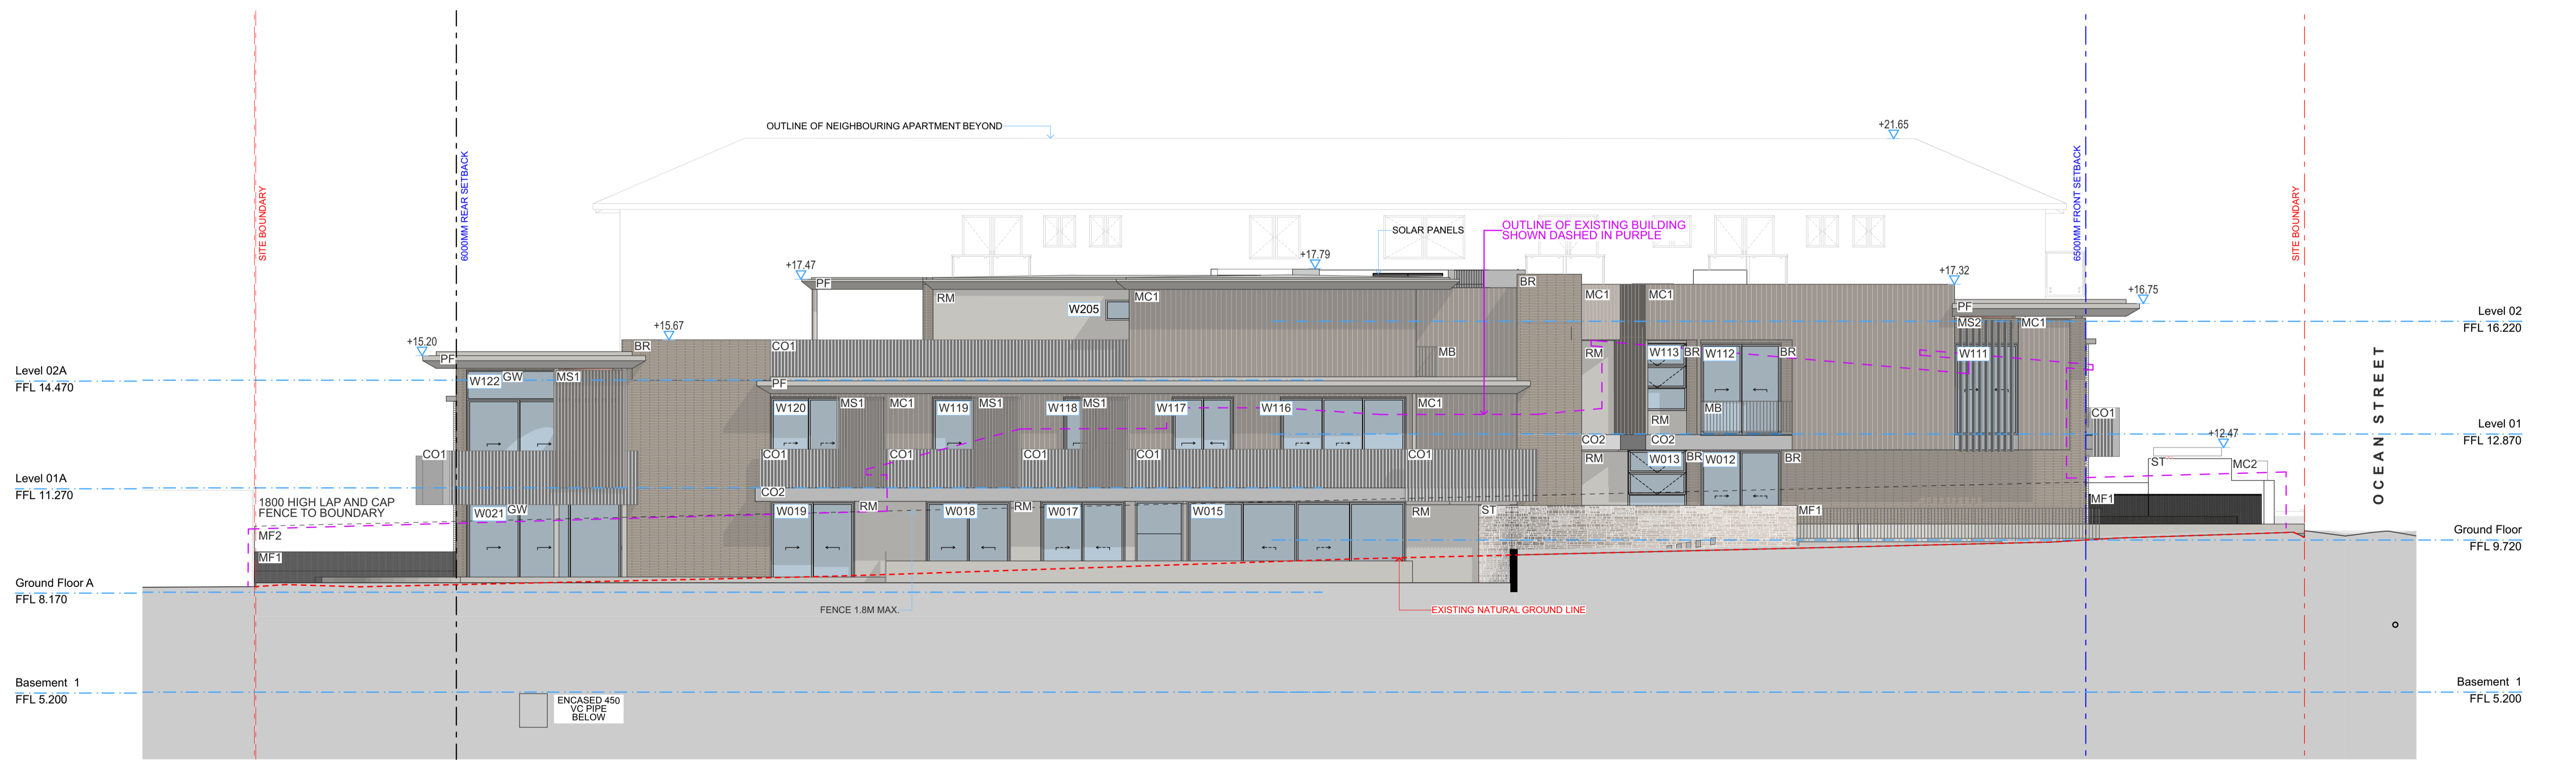 OUTLINE OF NEIGHBOURING APARTMENT BEYOND
+21.65
SITE BOUNDARY
6000MM REAR SETBACK
6500MM FRONT SETBACK
SITE BOUNDARY
SOLAR PANELS
OUTLINE OF EXISTING BUILDING
SHOWN DASHED IN PURPLE
+17.47
+17.79
+17.32
+16.75
PF
RM
MC1
W205
BR
MC1
MC1
PF
MS2
MC1
Level 02
FFL 16.220
+15.67
+15.20
BR
CO1
MB
RM
W113
BR
W112
BR
W111
PF
Level 02A
FFL 14.470
W122
GW
MS1
PF
W120
MS1
MC1
W119
MS1
W118
MS1
W117
W116
MC1
MB
RM
CO1
OCEAN STREET
Level 01
FFL 12.870
CO2
CO2
+12.47
CO1
CO1
CO1
CO1
CO1
CO1
RM
W013
BR
W012
BR
ST
MC2
Level 01A
FFL 11.270
CO2
1800 HIGH LAP AND CAP
FENCE TO BOUNDARY
MF1
W021
GW
W019
RM
W018
RM
W017
W015
RM
ST
MF1
MF2
Ground Floor
FFL 9.720
MF1
Ground Floor A
FFL 8.170
FENCE 1.8M MAX.
EXISTING NATURAL GROUND LINE
Basement 1
FFL 5.200
ENCASED 450
VC PIPE
BELOW
Basement 1
FFL 5.200